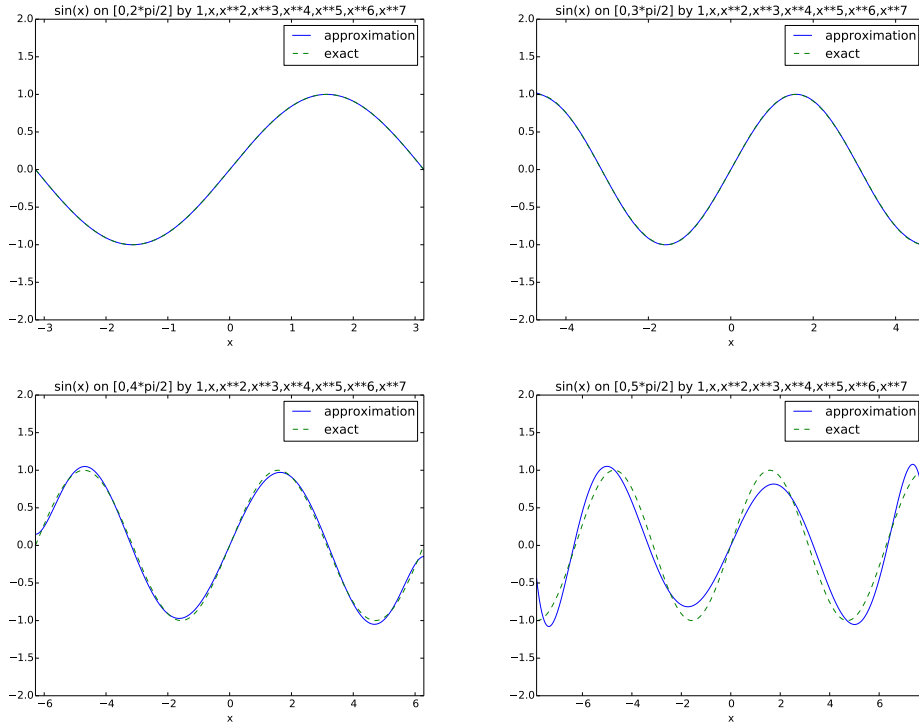 sin(x) on [0,2*pi/2] by 1,x,x**2,x**3,x**4,x**5,x**6,x**7
2.0
1.5
1.0
0.5
0.0
−0.5
−1.0
−1.5
−2.0
approximation
exact
−3 −2 −1 0 1 2 3
x
sin(x) on [0,3*pi/2] by 1,x,x**2,x**3,x**4,x**5,x**6,x**7
2.0
1.5
1.0
0.5
0.0
−0.5
−1.0
−1.5
−2.0
approximation
exact
−4 −2 0 2 4
x
sin(x) on [0,4*pi/2] by 1,x,x**2,x**3,x**4,x**5,x**6,x**7
2.0
1.5
1.0
0.5
0.0
−0.5
−1.0
−1.5
−2.0
approximation
exact
−6 −4 −2 0 2 4 6
x
sin(x) on [0,5*pi/2] by 1,x,x**2,x**3,x**4,x**5,x**6,x**7
2.0
1.5
1.0
0.5
0.0
−0.5
−1.0
−1.5
−2.0
approximation
exact
−6 −4 −2 0 2 4 6
x